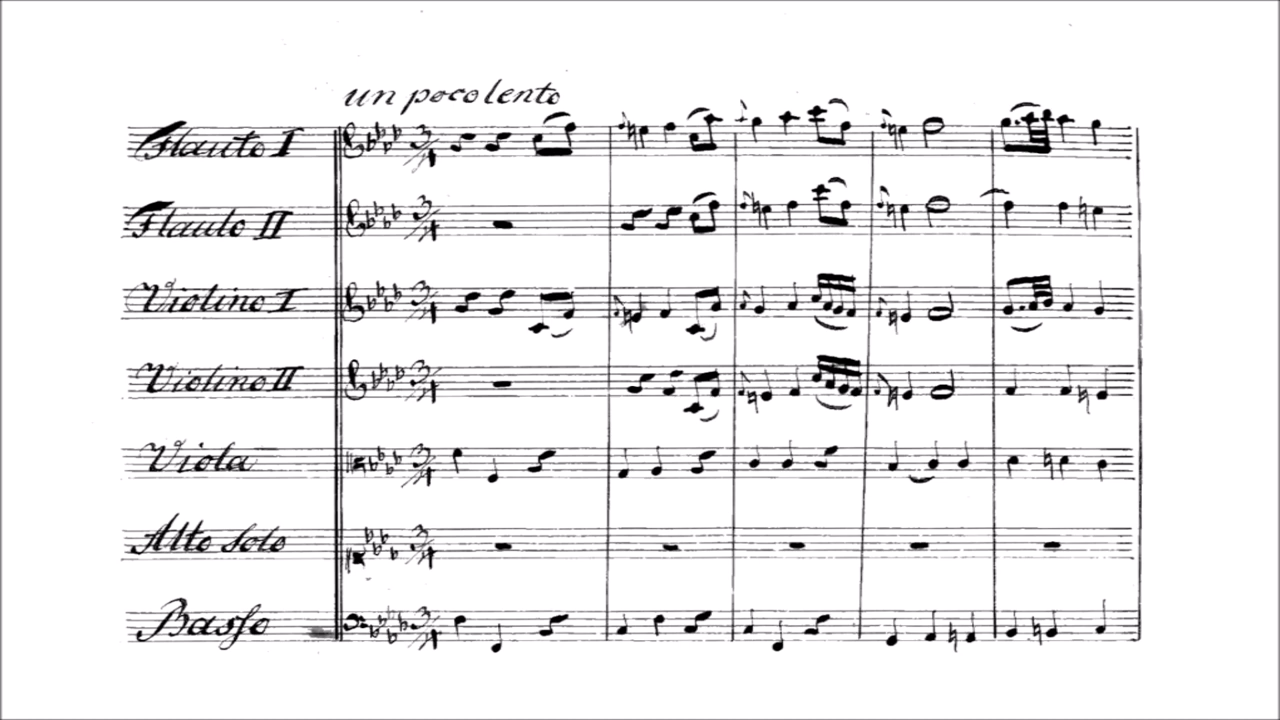 un poco lento
Flauto I
Flauto II
Violino I
Violino II
Viola
Alto Solo
Basso